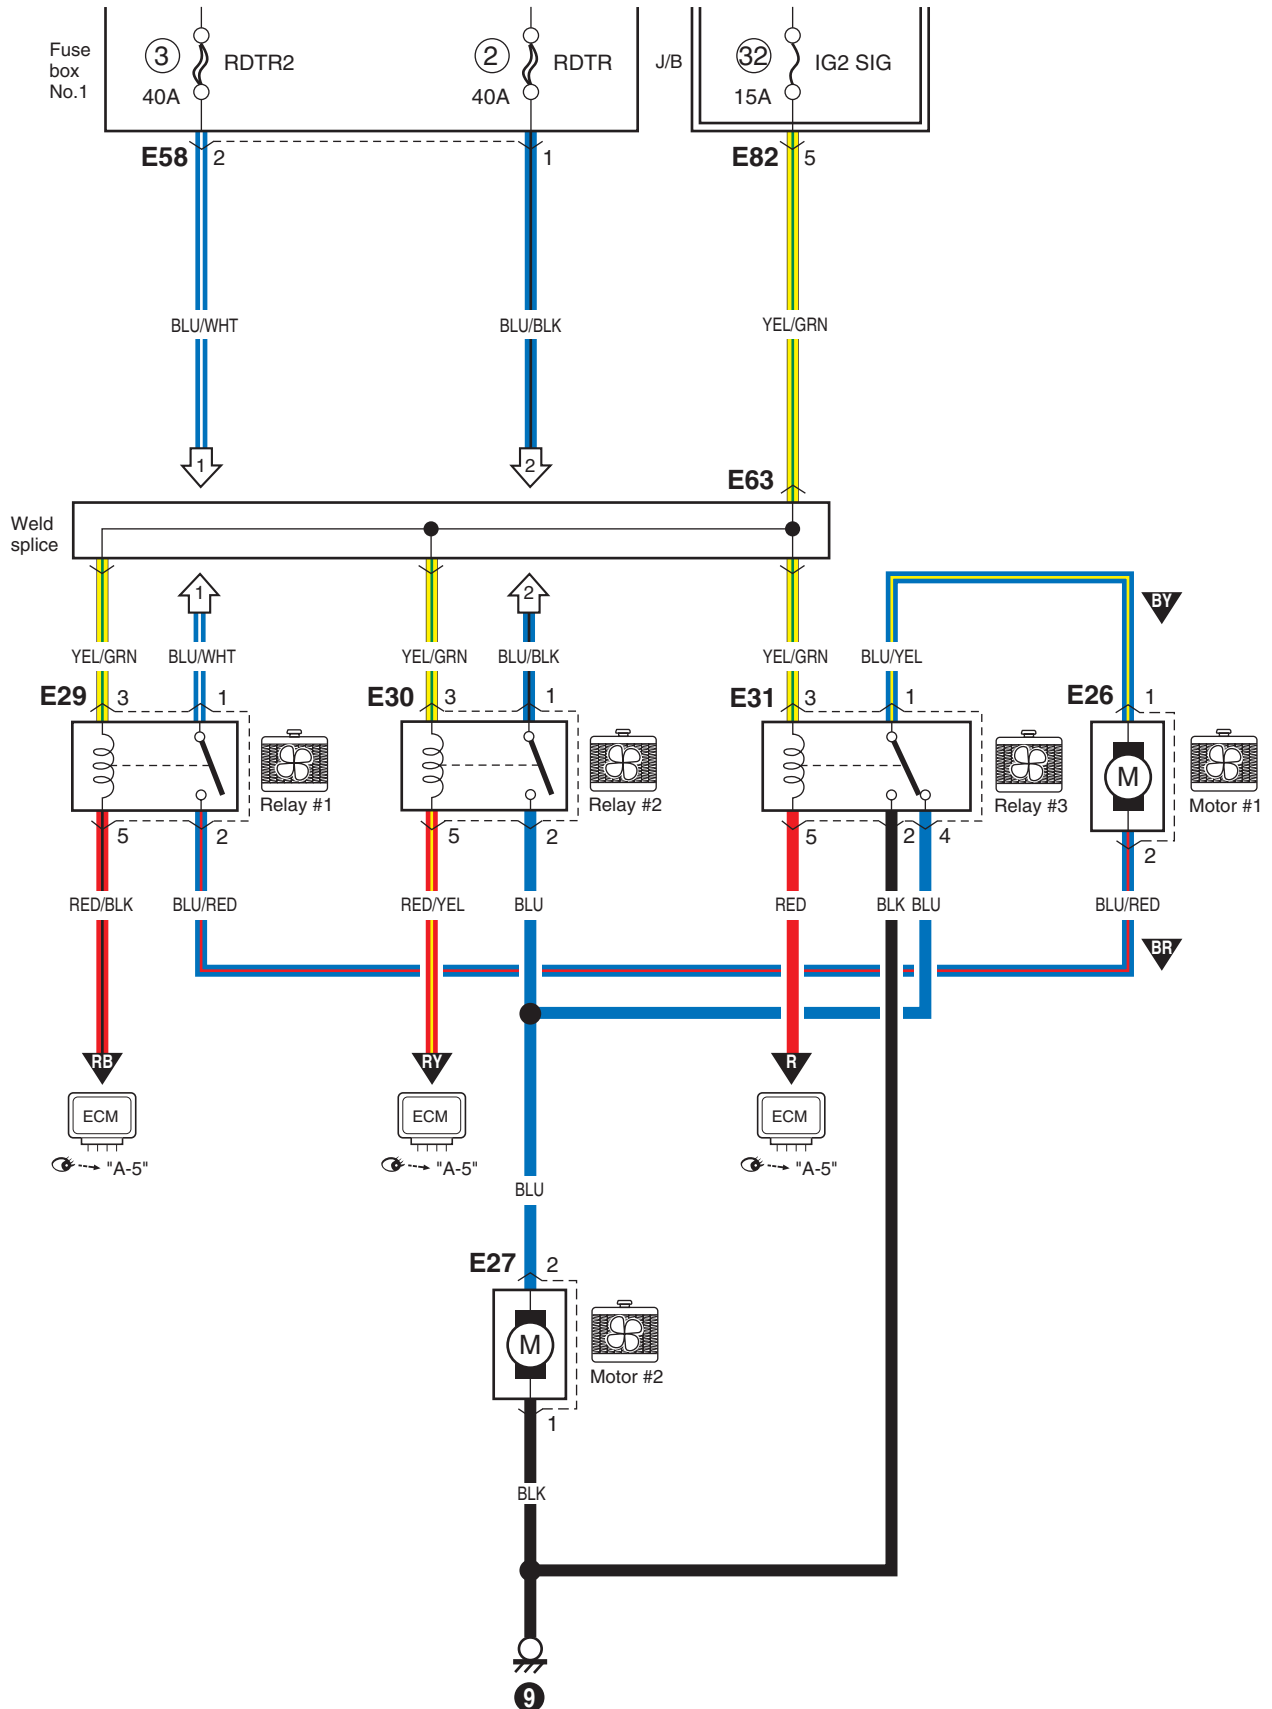 Fuse
box
No.1
3
RDTR2
40A
2
RDTR
40A
J/B
32
IG2 SIG
15A
E58
2
1
E82
5
BLU/WHT
BLU/BLK
YEL/GRN
1
2
E63
Weld
splice
1
2
BY
YEL/GRN
BLU/WHT
YEL/GRN
BLU/BLK
YEL/GRN
BLU/YEL
E29
3
1
E30
3
1
E31
3
1
E26
1
M
Relay #1
Relay #2
Relay #3
Motor #1
5
2
5
2
5
2
4
2
RED/BLK
BLU/RED
RED/YEL
BLU
RED
BLK
BLU
BLU/RED
BR
RB
RY
R
ECM
ECM
ECM
"A-5"
"A-5"
"A-5"
BLU
E27
2
M
Motor #2
1
BLK
9